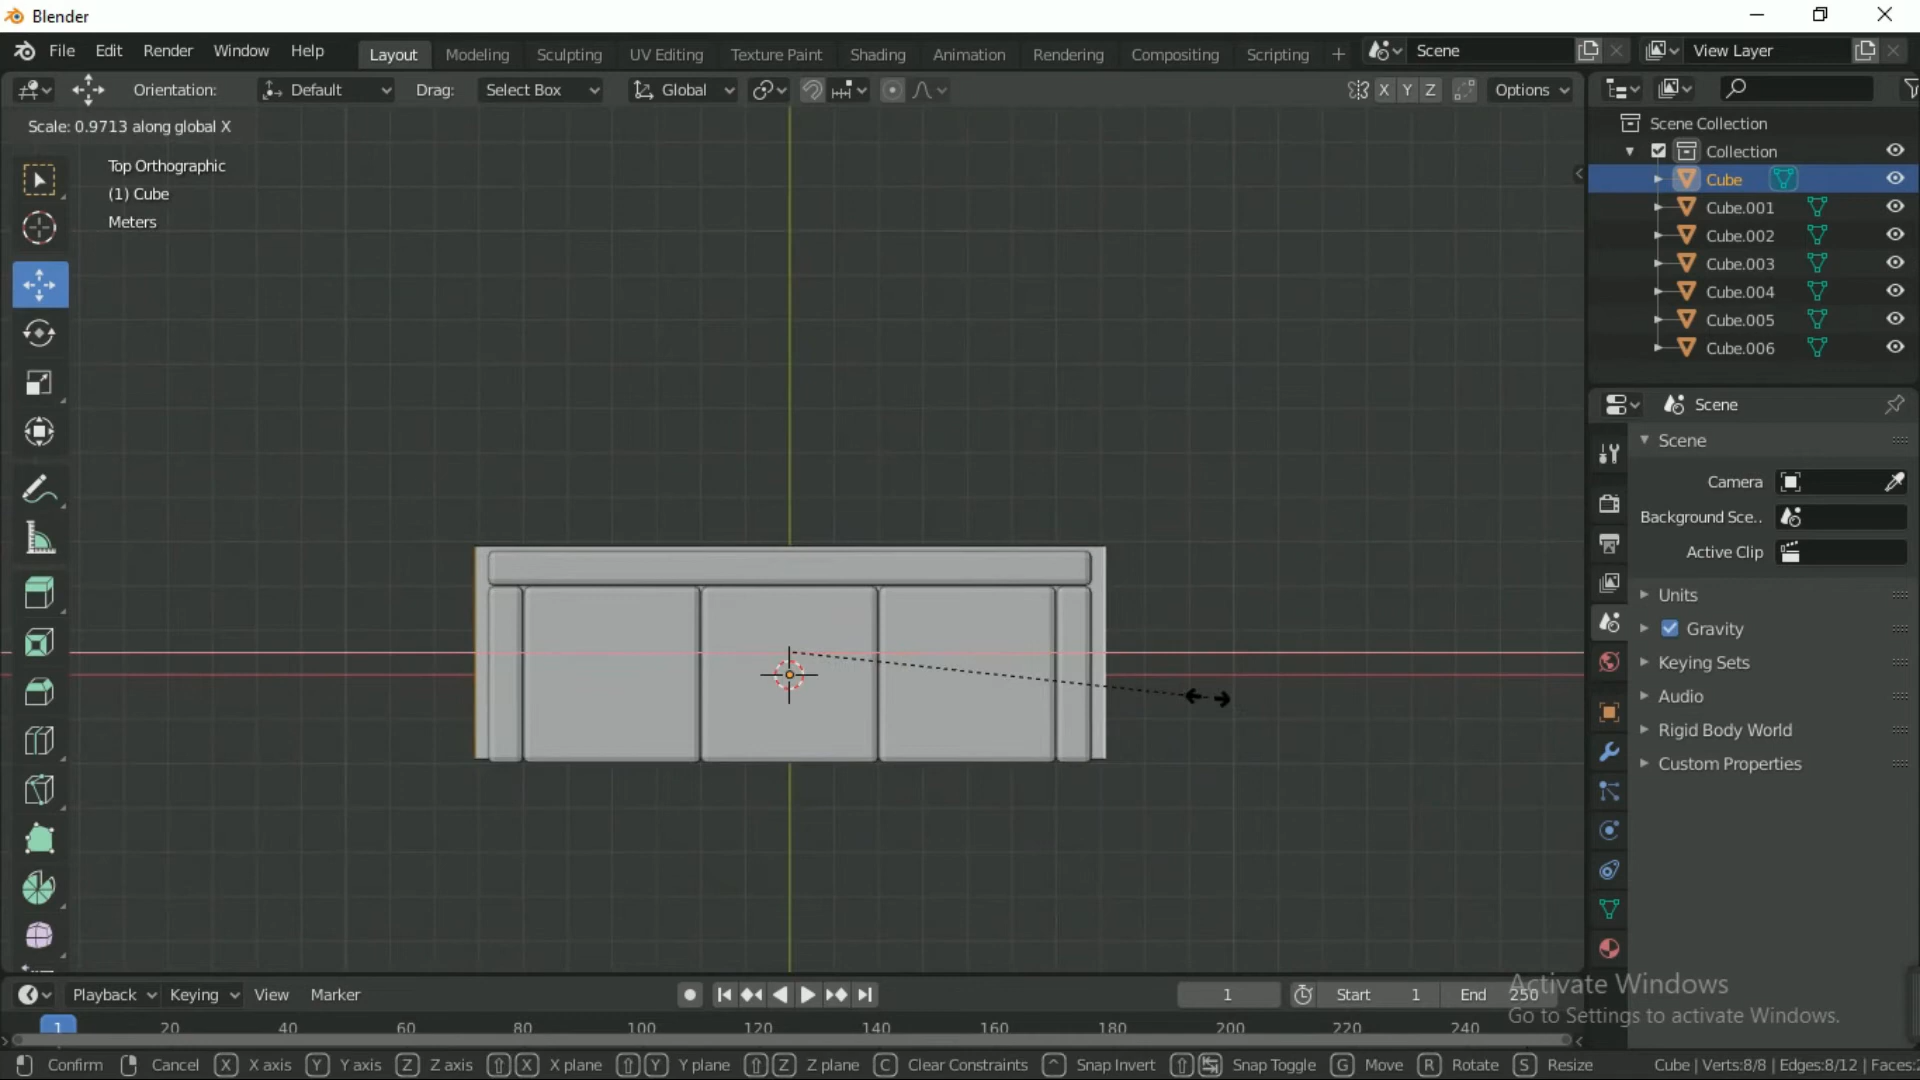 Blender
File Edit Render Window Help Layout Modeling Sculpting UV Editing Texture Paint Shading Animation Rendering Compositing Scripting + Scene View Layer
Orientation: Default Drag: Select Box Global X Y Z Options
Scale: 0.9713 along global X
Top Orthographic
(1) Cube
Meters
Scene Collection
Collection
Cube
Cube.001
Cube.002
Cube.003
Cube.004
Cube.005
Cube.006
Scene
Scene
Camera
Background Sce..
Active Clip
Units
Gravity
Keying Sets
Audio
Rigid Body World
Custom Properties
Activate Windows
Go to Settings to activate Windows.
Playback Keying View Marker 1 Start 1 End 250
1 20 40 60 80 100 120 140 160 180 200 220 240
Confirm Cancel X X axis Y Y axis Z Z axis X X plane Y Y plane Z Z plane C Clear Constraints Snap Invert Snap Toggle G Move R Rotate S Resize Cube | Verts:8/8 | Edges:8/12 | Faces: